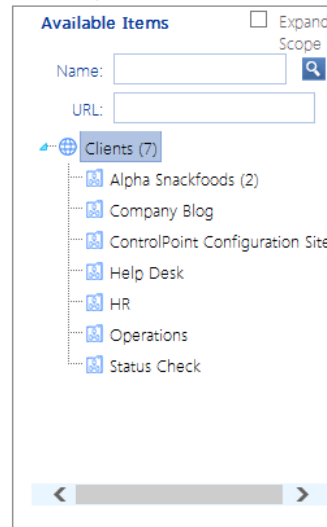 Available Items
Expand
Scope
Name:
URL:
Clients (7)
Alpha Snackfoods (2)
Company Blog
ControlPoint Configuration Site
Help Desk
HR
Operations
Status Check